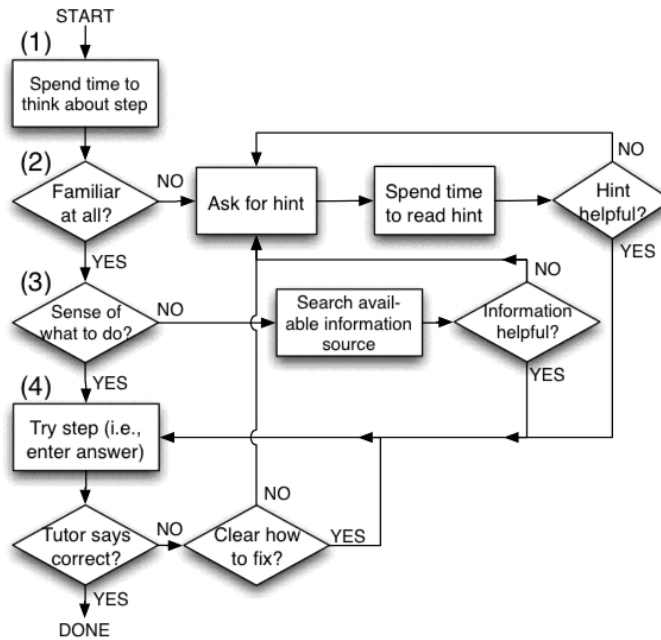 START
(1)
Spend time to
think about step
(2)
Familiar
at all?
NO
Ask for hint
Spend time
to read hint
NO
Hint
helpful?
YES
YES
(3)
Sense of
what to do?
NO
Search avail-
able information
source
NO
Information
helpful?
YES
YES
(4)
Try step (i.e.,
enter answer)
NO
Tutor says
correct?
NO
Clear how
to fix?
YES
YES
DONE